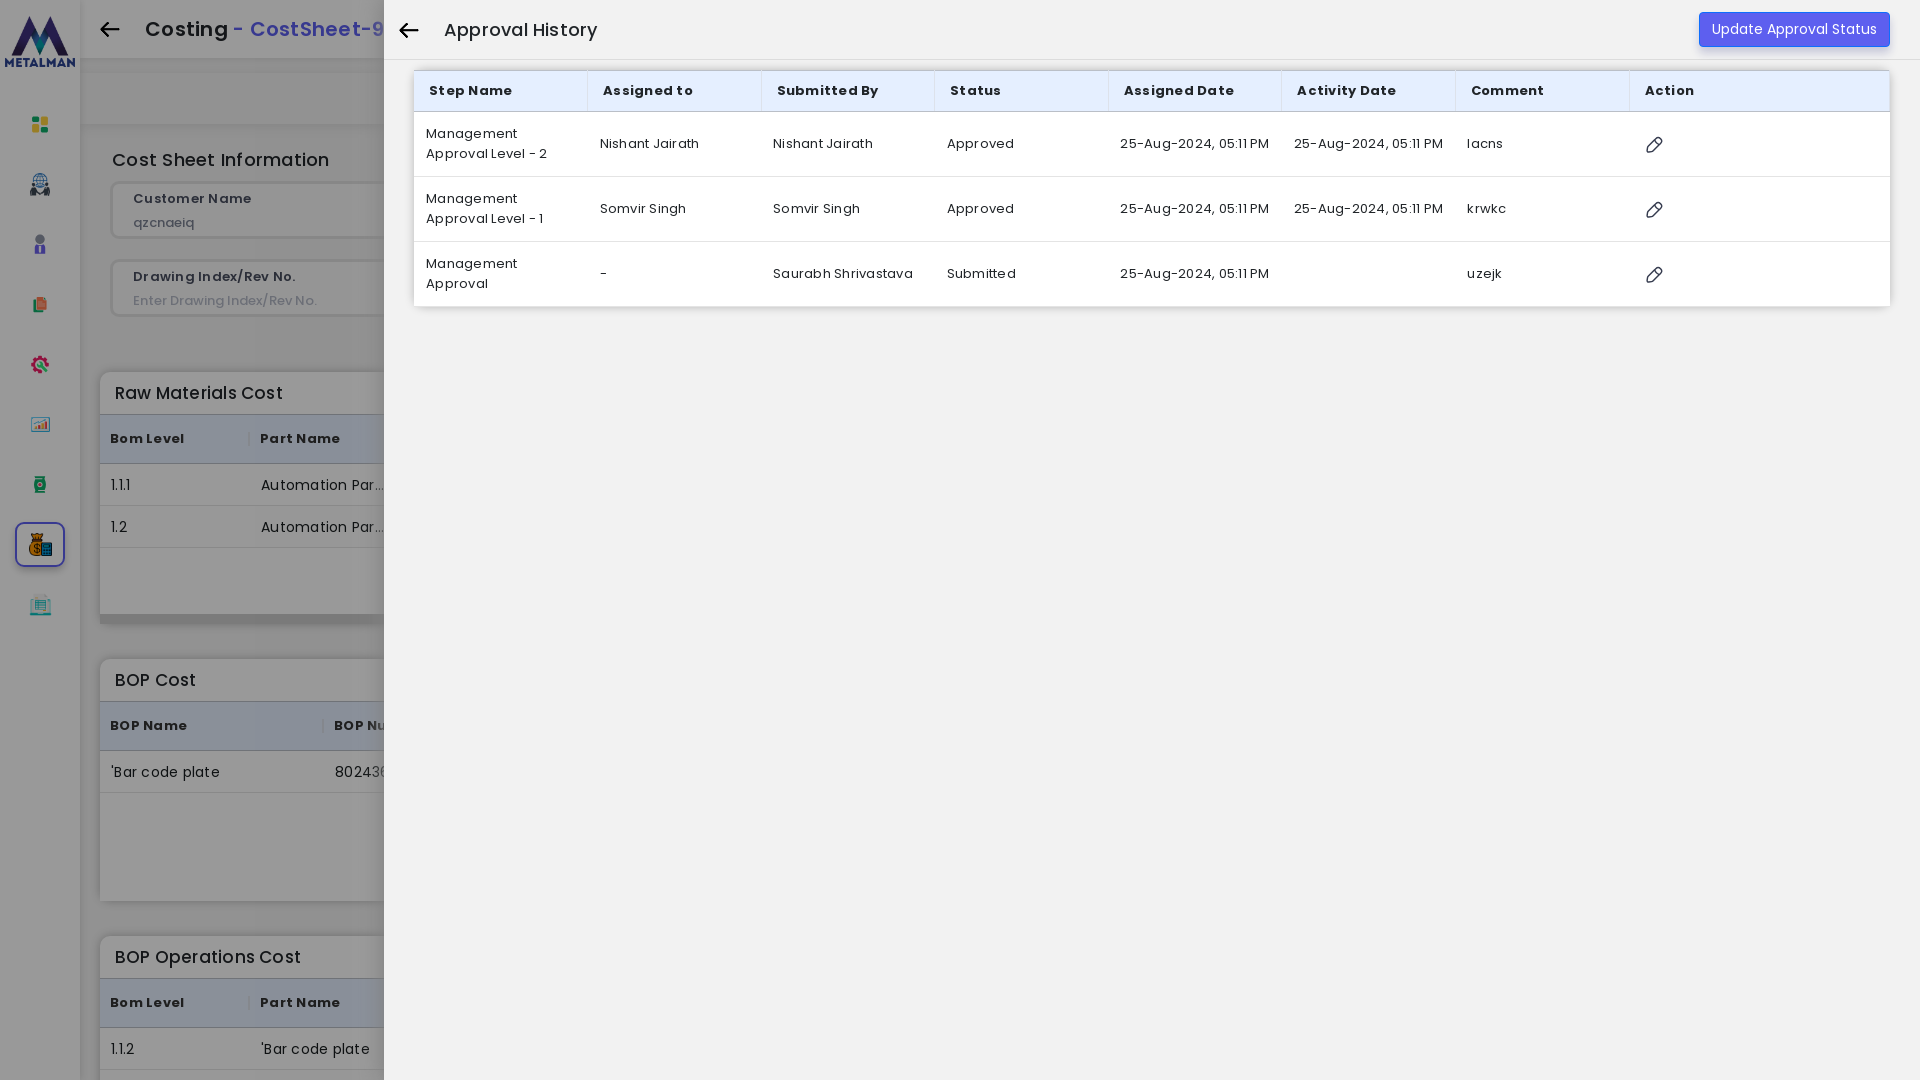 METALMAN
Costing - CostSheet-9
Cost Sheet Information
Customer Name
qzcnaeiq
Drawing Index/Rev No.
Enter Drawing Index/Rev No.
Raw Materials Cost
Bom Level Part Name
1.1.1 Automation Par...
1.2 Automation Par...
BOP Cost
BOP Name BOP Nu
'Bar code plate 802436
BOP Operations Cost
Bom Level Part Name
1.1.2 'Bar code plate
Approval History
Update Approval Status
Step Name Assigned to Submitted By Status Assigned Date Activity Date Comment Action
Management
Approval Level - 2 Nishant Jairath Nishant Jairath Approved 25-Aug-2024, 05:11 PM 25-Aug-2024, 05:11 PM lacns
Management
Approval Level - 1 Somvir Singh Somvir Singh Approved 25-Aug-2024, 05:11 PM 25-Aug-2024, 05:11 PM krwkc
Management
Approval - Saurabh Shrivastava Submitted 25-Aug-2024, 05:11 PM uzejk